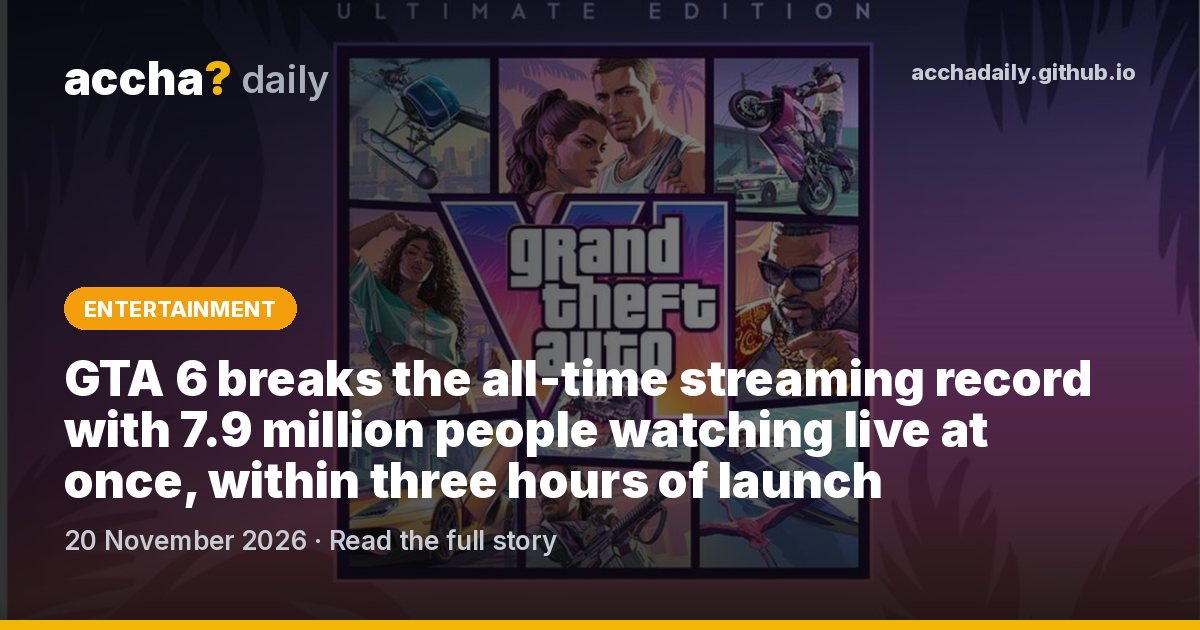 ULTIMATE EDITION
accha? daily
acchadaily.github.io
VI
grand
theft
auto
ENTERTAINMENT
GTA 6 breaks the all-time streaming record
with 7.9 million people watching live at
once, within three hours of launch
20 November 2026 · Read the full story